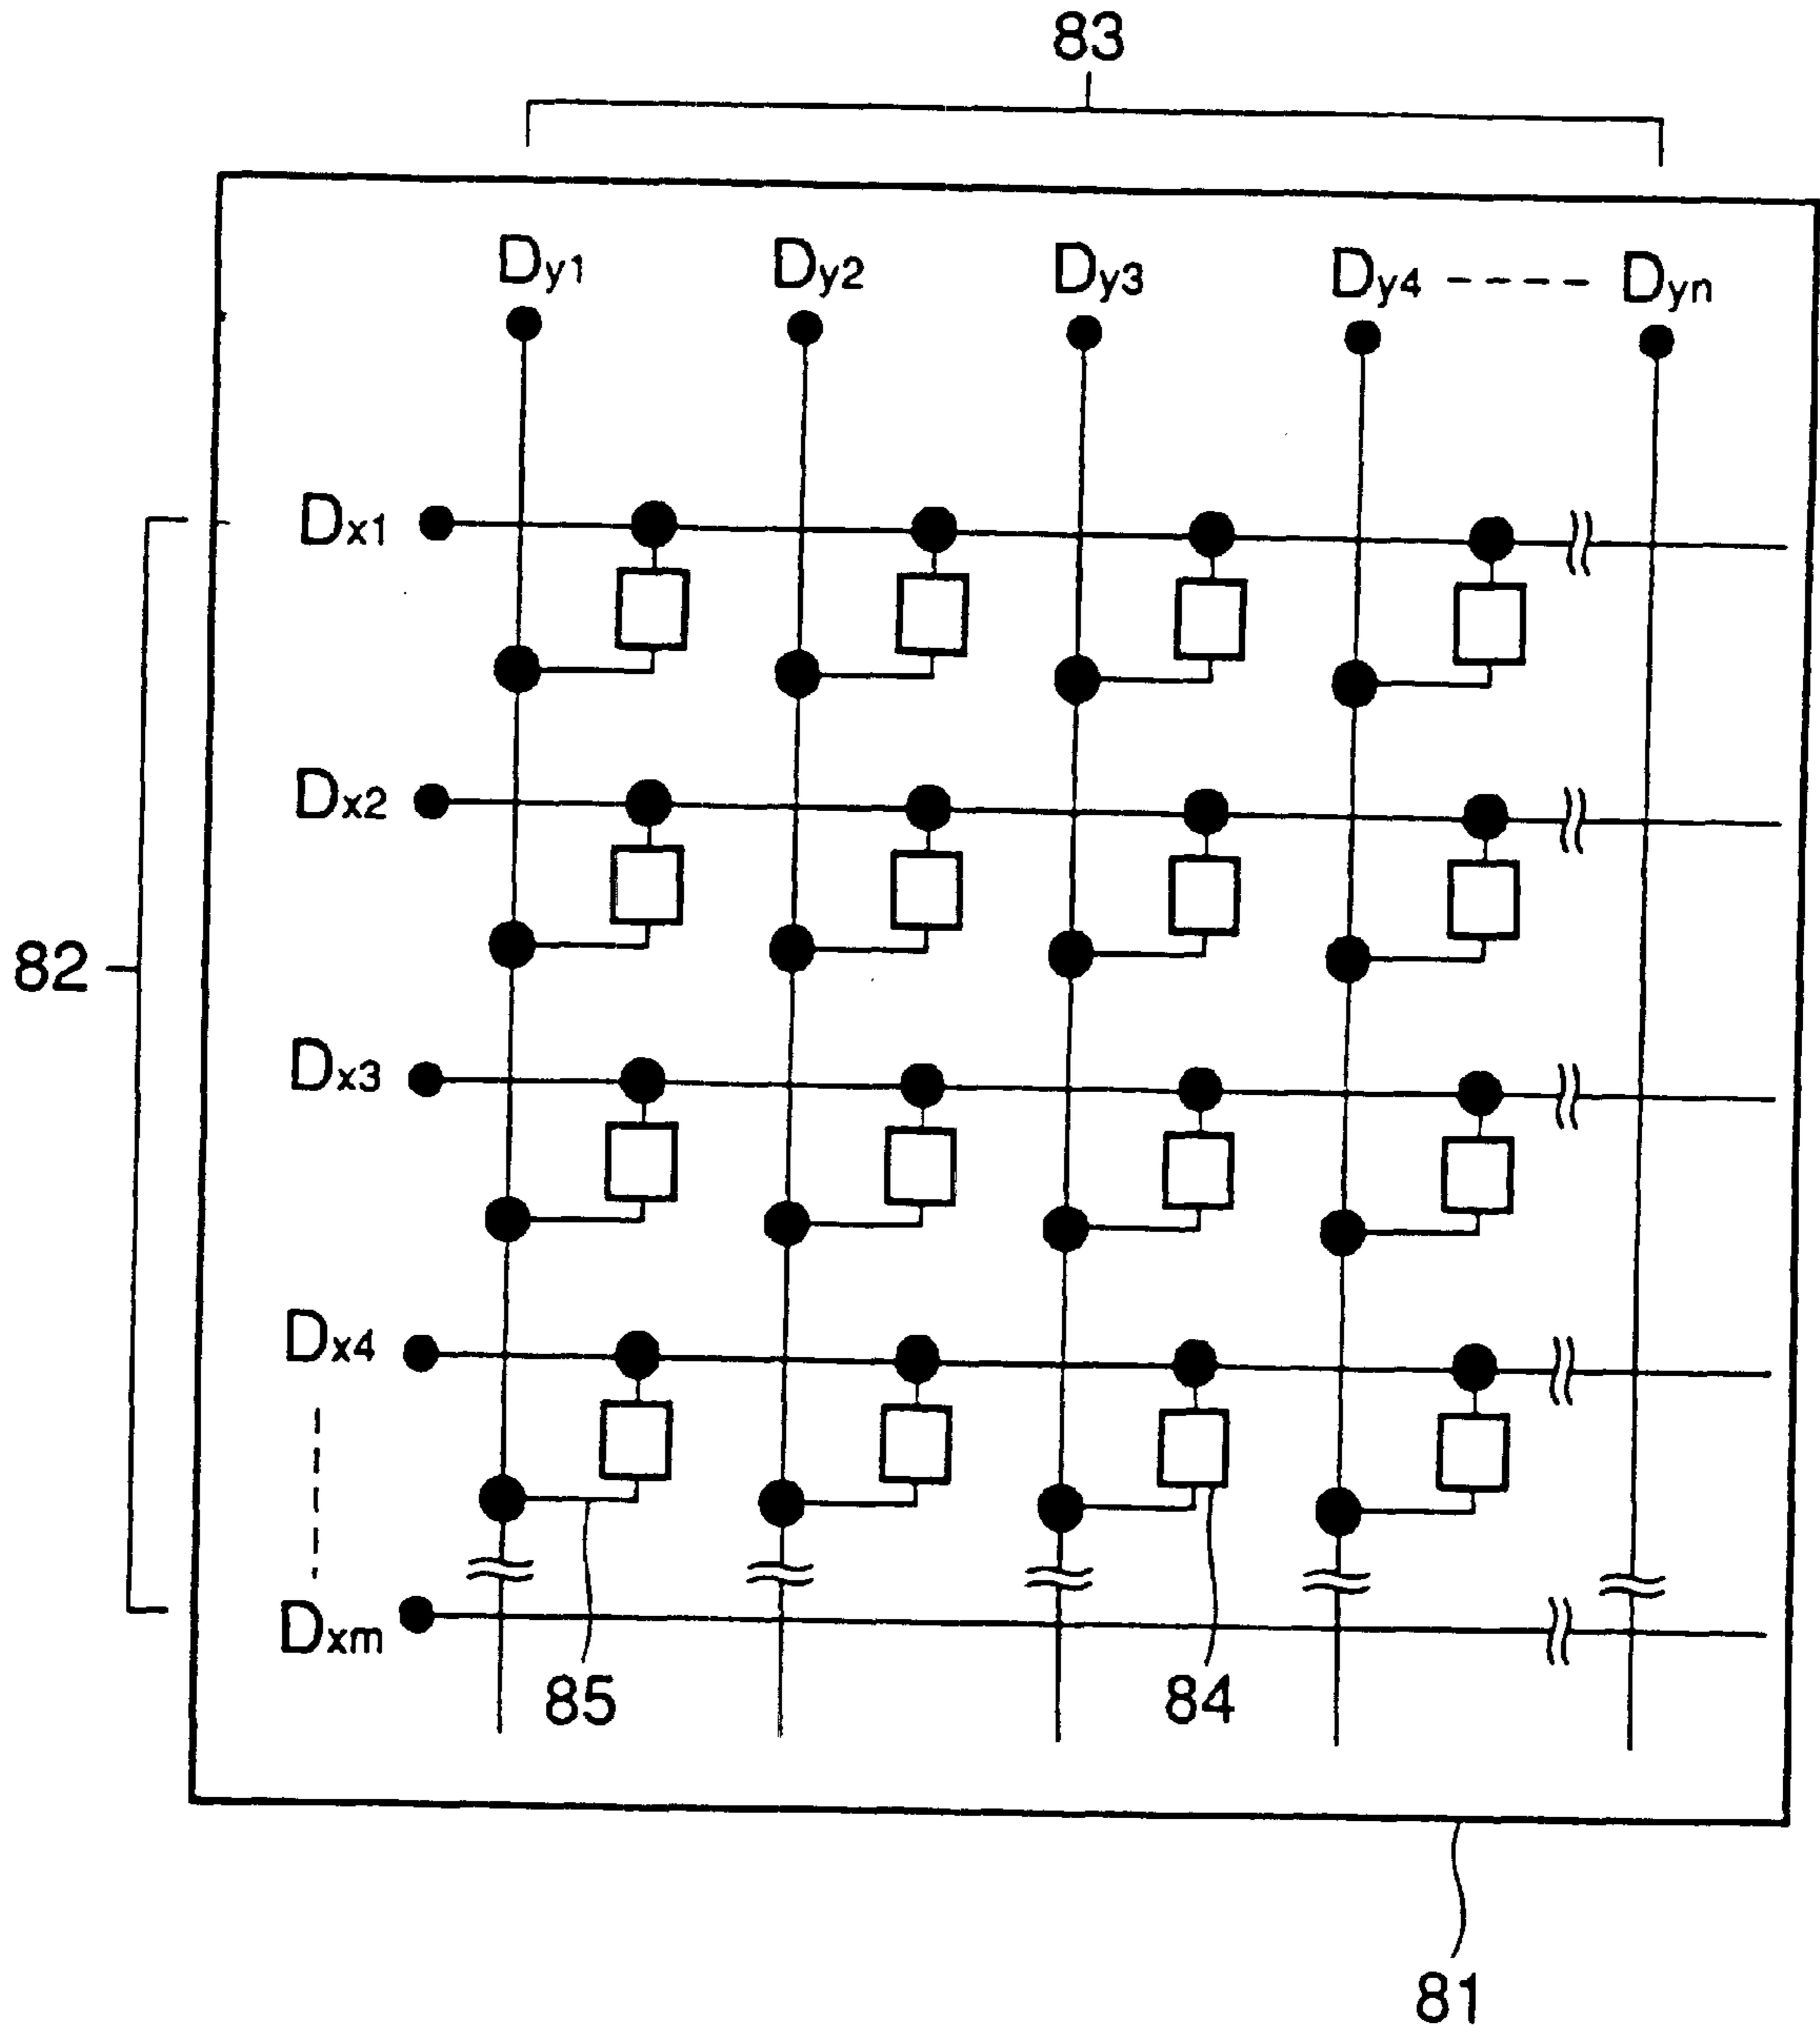 83
Dy1 Dy2 Dy3 Dy4 ----- Dyn
Dx1
Dx2
82
Dx3
Dx4
Dxm
85 84
81